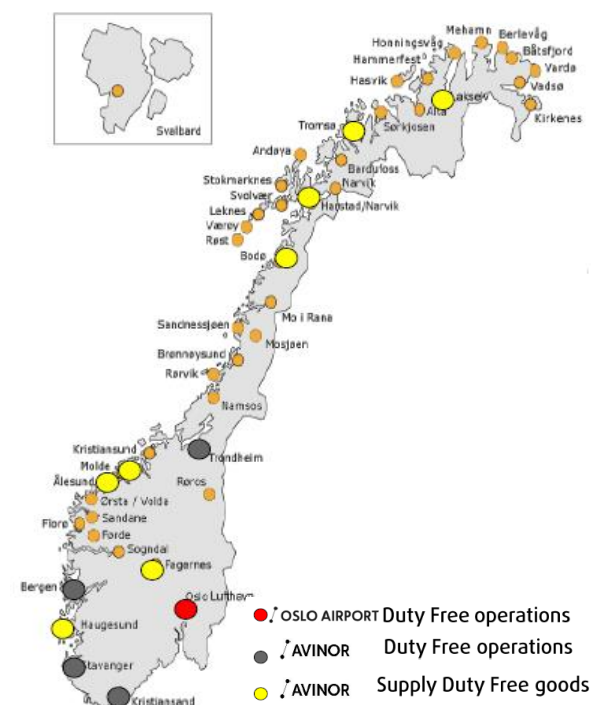 Svalbard
Mehamn
Berlevåg
Honningsvåg
Båtsfjord
Hammerfest
Vardø
Hasvik
Vadsø
Lakselv
Alta
Kirkenes
Tromsø
Sørkjosen
Andøya
Bardufoss
Stokmarknes
Narvik
Svolvær
Harstad/Narvik
Leknes
Værøy
Røst
Bodø
Mo i Rana
Sandnessjøen
Mosjøen
Brønnøysund
Rørvik
Namsos
Kristiansund
Trondheim
Molde
Ålesund
Røros
Ørsta / Volda
Sandane
Florø
Førde
Sogndal
Fagernes
Bergen
Oslo Lufthavn
OSLO AIRPORT Duty Free operations
Haugesund
AVINOR Duty Free operations
Stavanger
AVINOR Supply Duty Free goods
Kristiansand